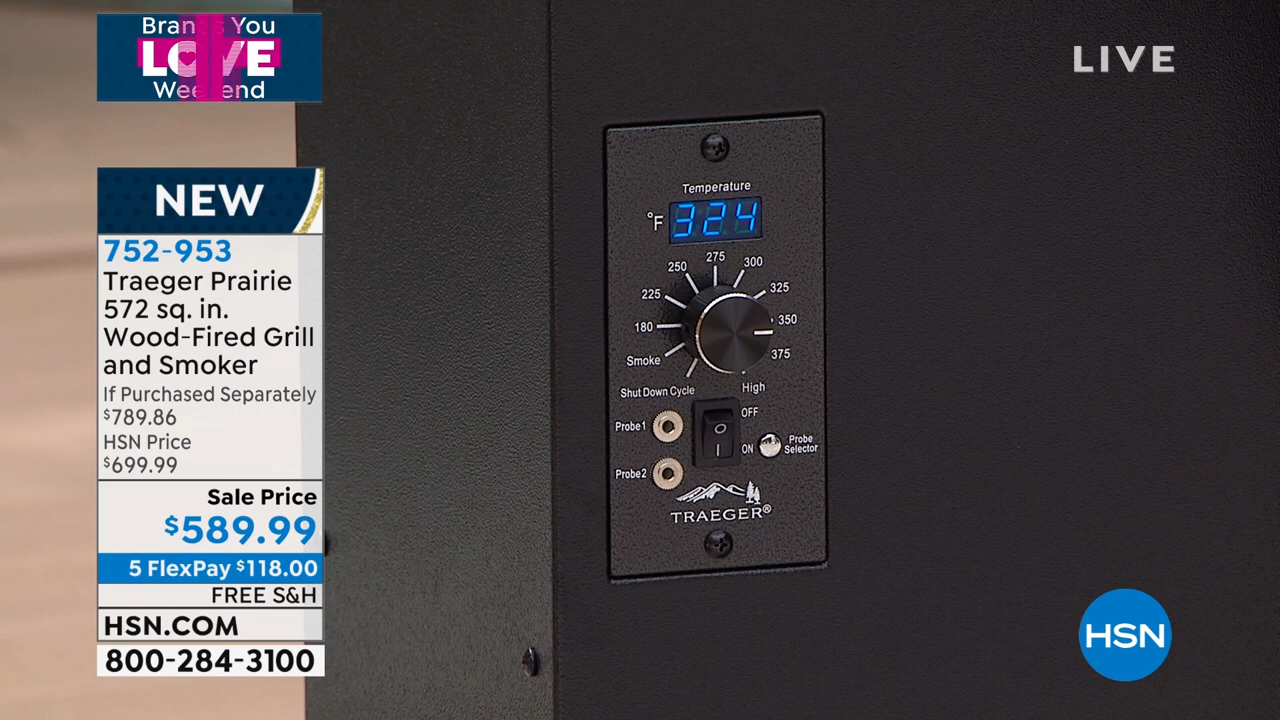 Brands You
LOVE
Weekend
LIVE
NEW
752-953
Traeger Prairie
572 sq. in.
Wood-Fired Grill
and Smoker
If Purchased Separately
$789.86
HSN Price
$699.99
Sale Price
$589.99
5 FlexPay $118.00
FREE S&H
HSN.COM
800-284-3100
Temperature
°F 324
275
250 300
225 325
180 350
Smoke 375
Shut Down Cycle High
OFF
Probe1
O
I
ON
Probe Selector
Probe2
TRAEGER®
HSN